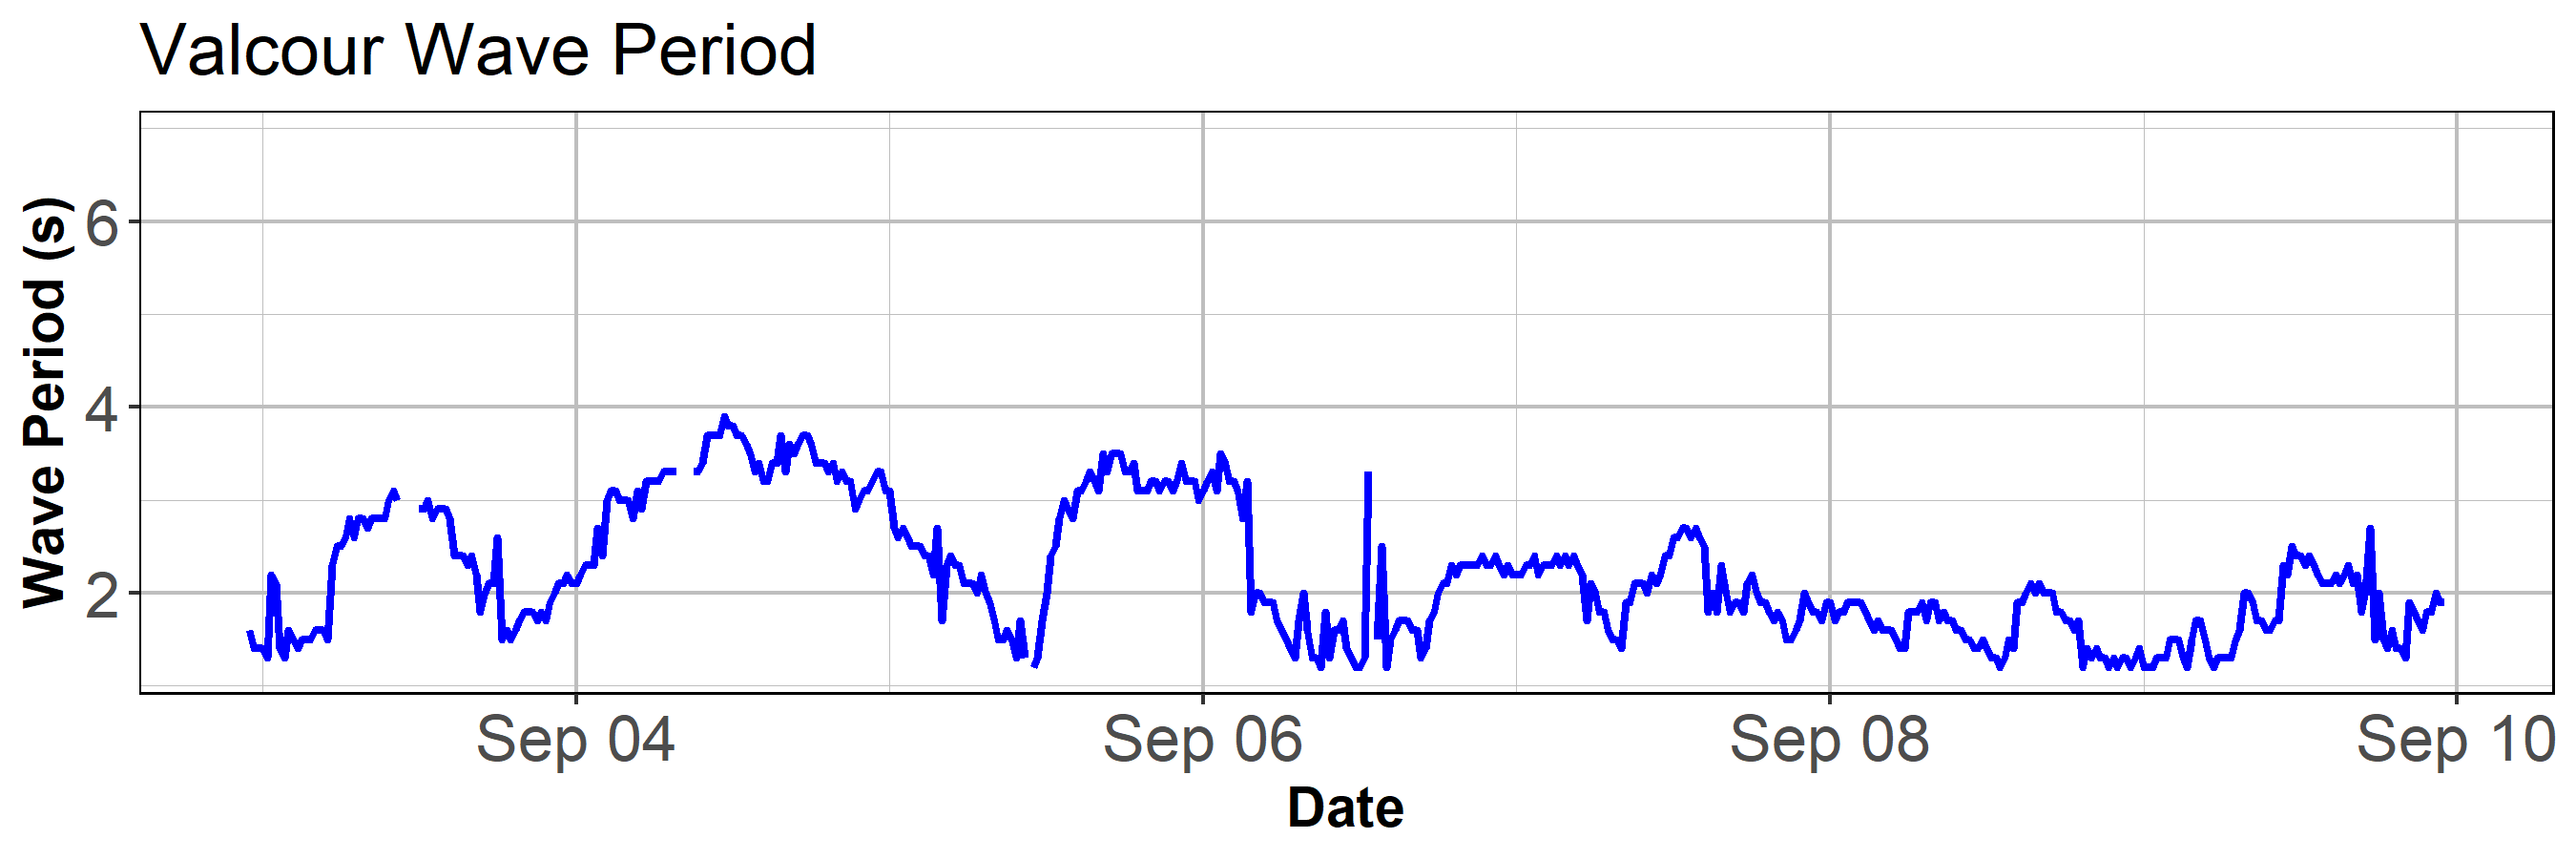 Valcour Wave Period
Wave Period (s)
6
4
2
Sep 04
Sep 06
Sep 08
Sep 10
Date